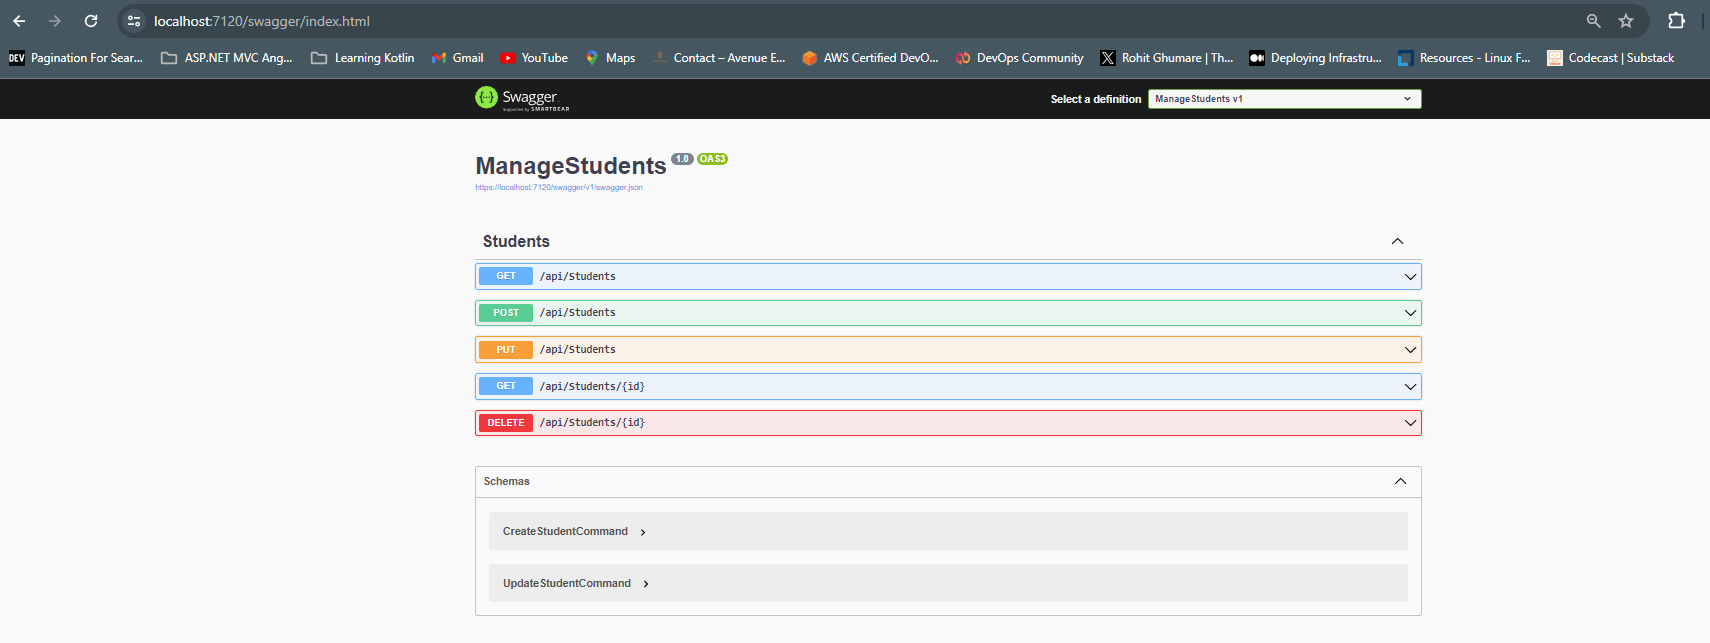 localhost:7120/swagger/index.html
DEV Pagination For Sear... ASP.NET MVC Ang... Learning Kotlin Gmail YouTube Maps Contact – Avenue E... AWS Certified DevO... DevOps Community X Rohit Ghumare | Th... Deploying Infrastru... Resources - Linux F... Codecast | Substack
{··} Swagger Select a definition ManageStudents v1
Supported by SMARTBEAR
ManageStudents 1.0 OAS3
https://localhost:7120/swagger/v1/swagger.json
Students
GET /api/Students
POST /api/Students
PUT /api/Students
GET /api/Students/{id}
DELETE /api/Students/{id}
Schemas
CreateStudentCommand
UpdateStudentCommand